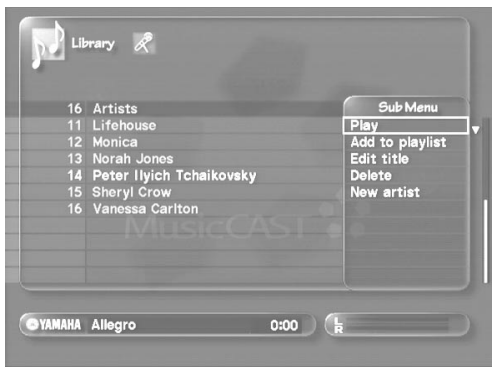 Library
16 Artists
11 Lifehouse
12 Monica
13 Norah Jones
14 Peter Ilyich Tchaikovsky
15 Sheryl Crow
16 Vanessa Carlton
MusicCAST
Sub Menu
Play
Add to playlist
Edit title
Delete
New artist
YAMAHA Allegro 0:00
L
R